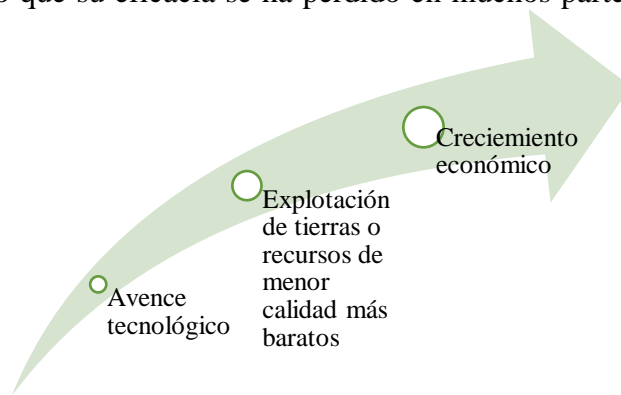 que su eficacia se ha perdido en muchos parte
Creciemiento
económico
Explotación
de tierras o
recursos de
menor
calidad más
baratos
Avence
tecnológico